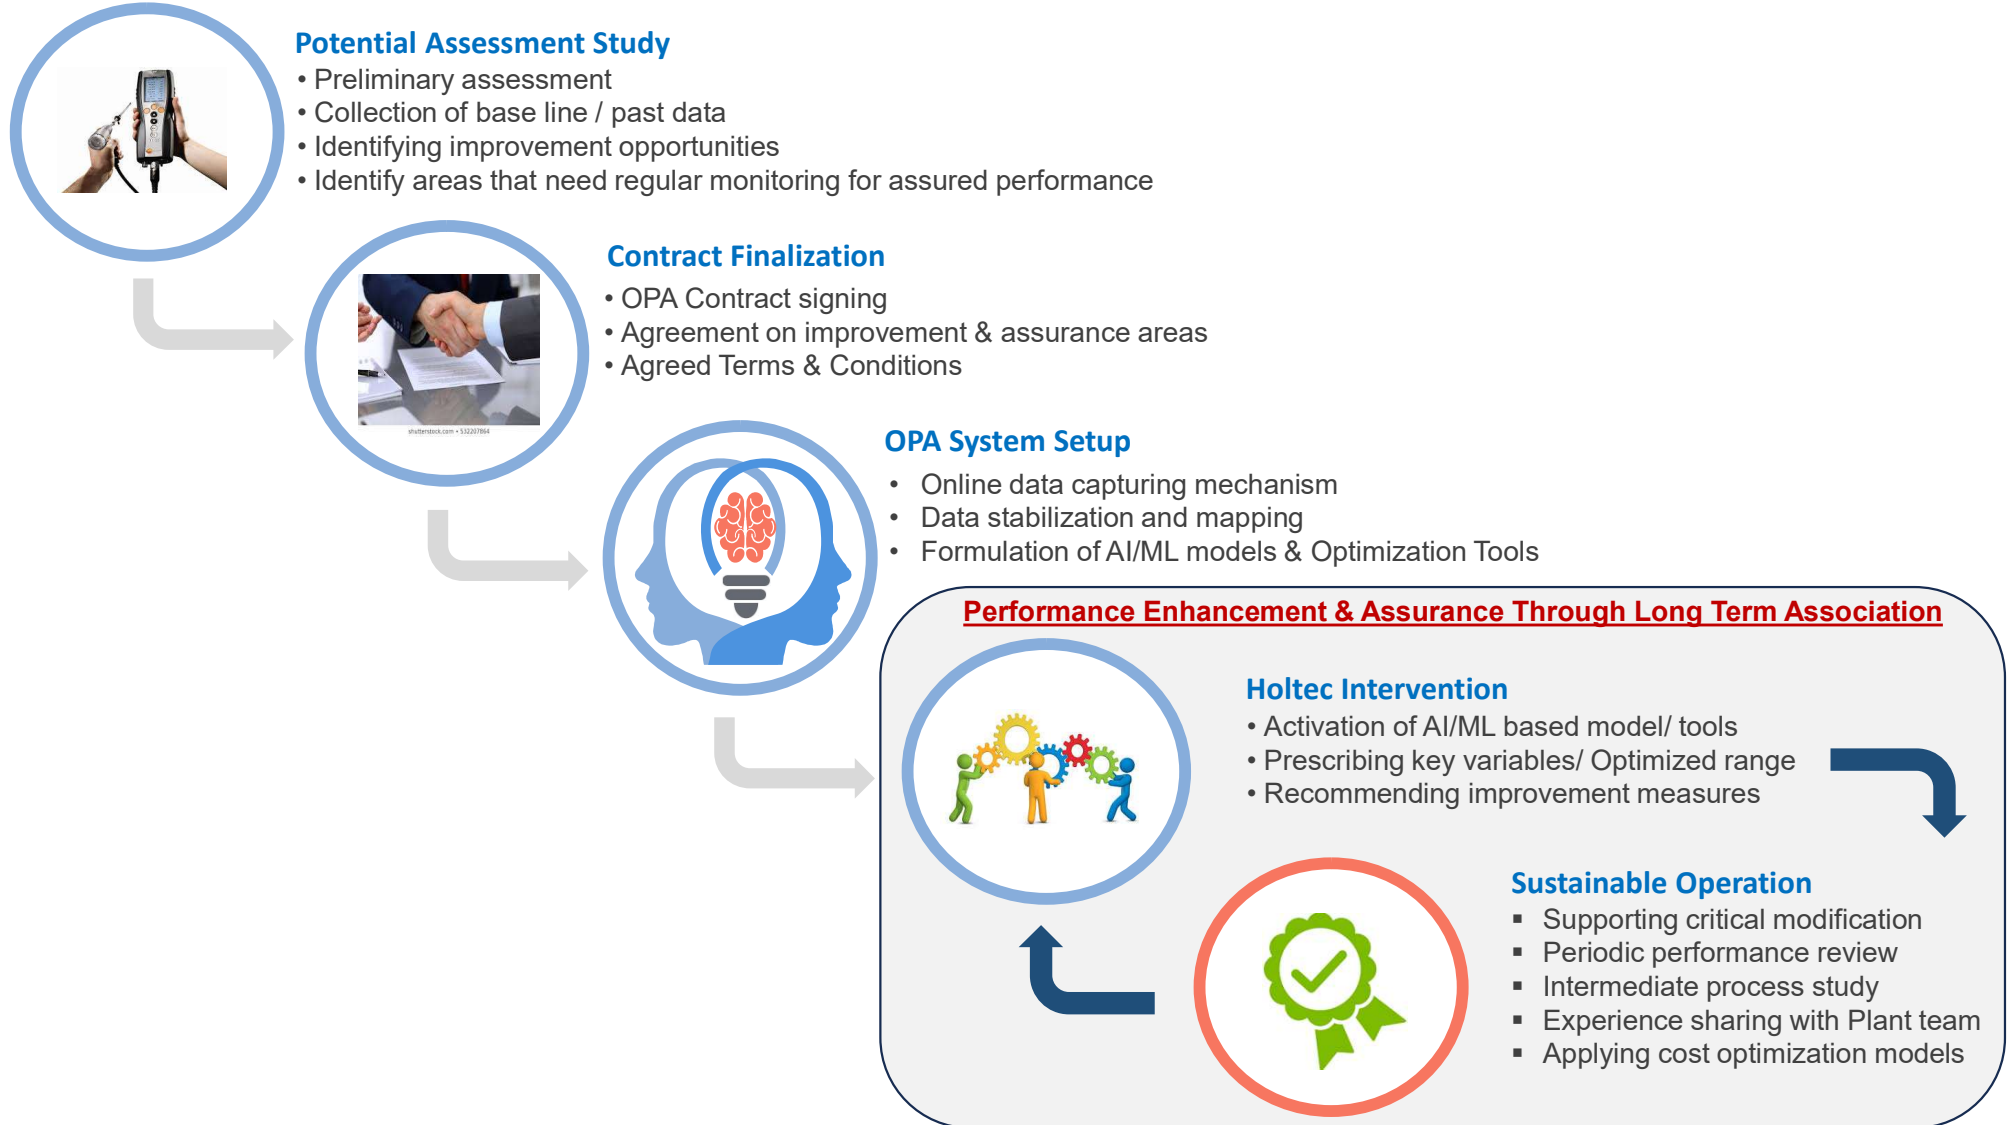 Potential Assessment Study
• Preliminary assessment
• Collection of base line / past data
• Identifying improvement opportunities
• Identify areas that need regular monitoring for assured performance
Contract Finalization
• OPA Contract signing
• Agreement on improvement & assurance areas
• Agreed Terms & Conditions
shutterstock.com • 532207864
OPA System Setup
• Online data capturing mechanism
• Data stabilization and mapping
• Formulation of AI/ML models & Optimization Tools
Performance Enhancement & Assurance Through Long Term Association
Holtec Intervention
• Activation of AI/ML based model/ tools
• Prescribing key variables/ Optimized range
• Recommending improvement measures
Sustainable Operation
▪ Supporting critical modification
▪ Periodic performance review
▪ Intermediate process study
▪ Experience sharing with Plant team
▪ Applying cost optimization models